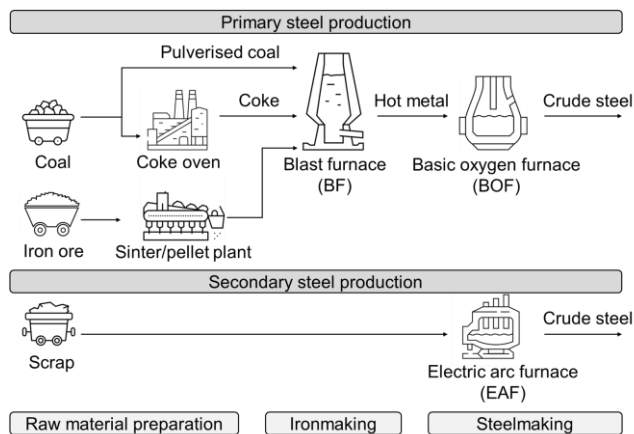 Primary steel production
Pulverised coal
Coke
Hot metal
Crude steel
Coal
Coke oven
Blast furnace
(BF)
Basic oxygen furnace
(BOF)
Iron ore
Sinter/pellet plant
Secondary steel production
Crude steel
Scrap
Electric arc furnace
(EAF)
Raw material preparation
Ironmaking
Steelmaking